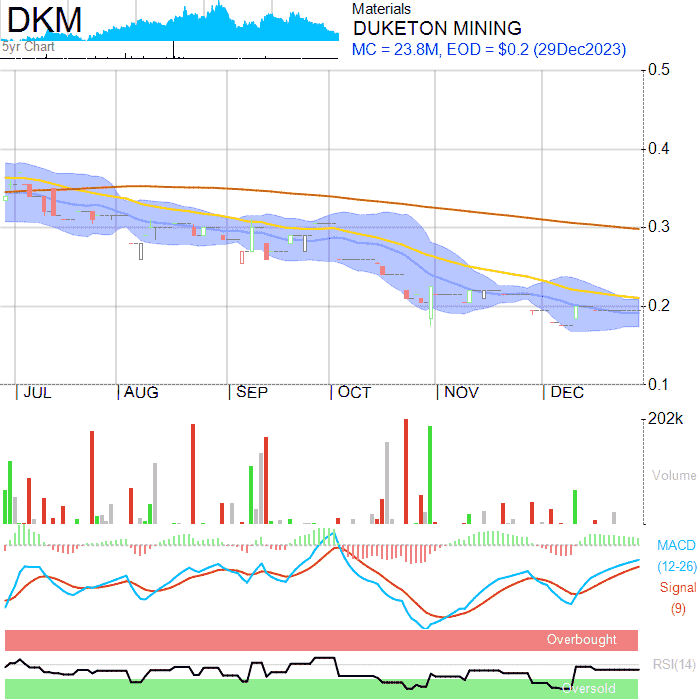 DKM
5yr Chart
Materials
DUKETON MINING
MC = 23.8M, EOD = $0.2 (29Dec2023)
0.5
0.4
0.3
0.2
0.1
JUL AUG SEP OCT NOV DEC
202k
Volume
MACD
(12-26)
Signal
(9)
Overbought
RSI(14)
Oversold